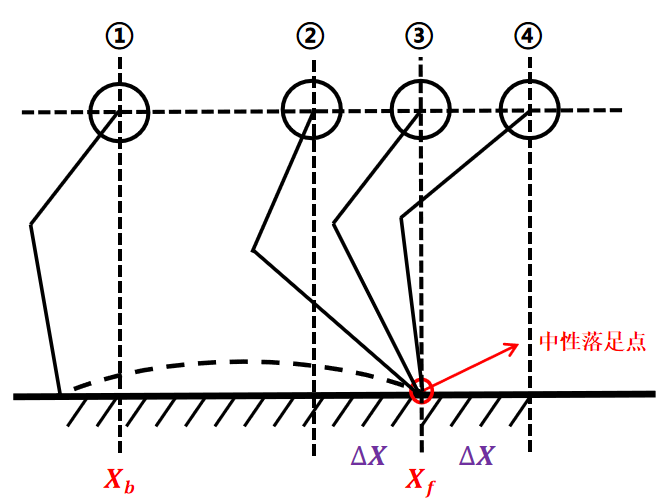 ① ② ③ ④
中性落足点
ΔX ΔX
X_b X_f